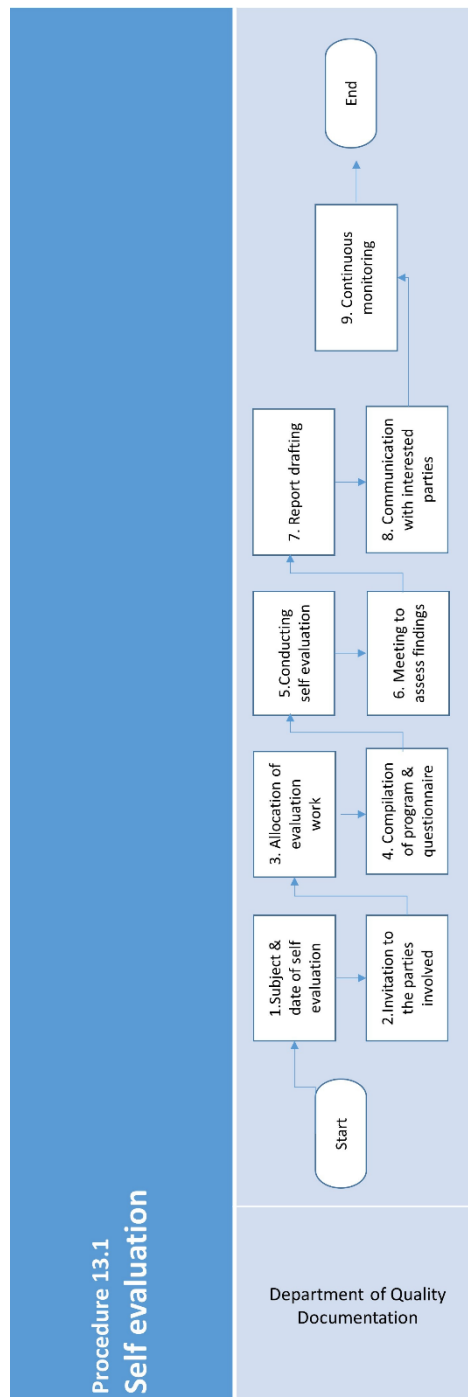 Procedure 13.1
Self evaluation
Department of Quality
Documentation
Start
1.Subject &
date of self
evaluation
2.Invitation to
the parties
involved
3. Allocation of
evaluation
work
4. Compilation
of program &
questionnaire
5.Conducting
self evaluation
6. Meeting to
assess findings
7. Report drafting
8. Communication
with interested
parties
9. Continuous
monitoring
End